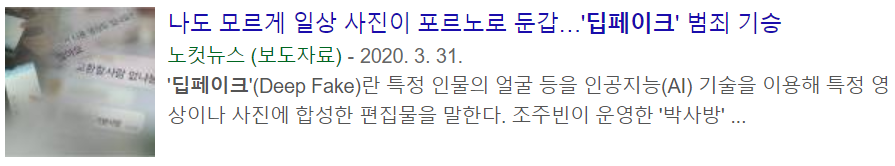 나도 모르게 일상 사진이 포르노로 둔갑…'딥페이크' 범죄 기승
노컷뉴스 (보도자료) - 2020. 3. 31.
'딥페이크'(Deep Fake)란 특정 인물의 얼굴 등을 인공지능(AI) 기술을 이용해 특정 영
상이나 사진에 합성한 편집물을 말한다. 조주빈이 운영한 '박사방' ...